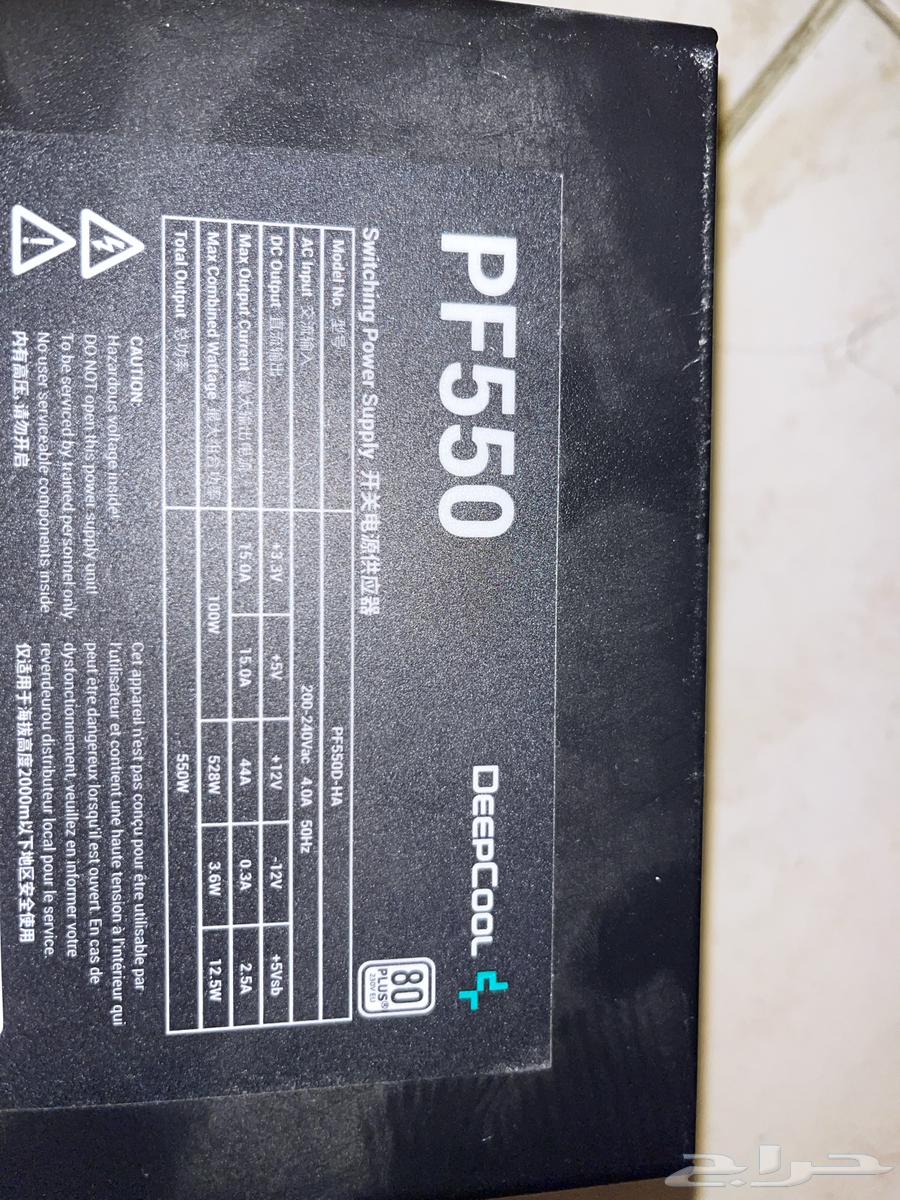 PF550
DEEPCOOL
Switching Power Supply 开关电源供应器
80
PLUS®
230V EU
Model No. 型号 PF550D-HA
AC Input 交流输入 200-240Vac 4.0A 50Hz
DC Output 直流输出 +3.3V +5V +12V -12V +5Vsb
Max Output Current 最大输出电流 15.0A 15.0A 44A 0.3A 2.5A
Max Combined Wattage 最大组合功率 100W 528W 3.6W 12.5W
Total Output 总功率 550W
CAUTION:
Hazardous voltage inside!
DO NOT open this power supply unit!
To be serviced by trained personnel only.
No user serviceable components inside.
内有高压, 请勿开启
Cet appareil n'est pas conçu pour être utilisable par
l'utilisateur et contient une haute tension à l'intérieur qui
peut être dangereux lorsqu'il est ouvert. En cas de
dysfonctionnement, veuillez en informer votre
revendeurou distributeur local pour le service.
仅适用于海拔高度2000m以下地区安全使用
حراج